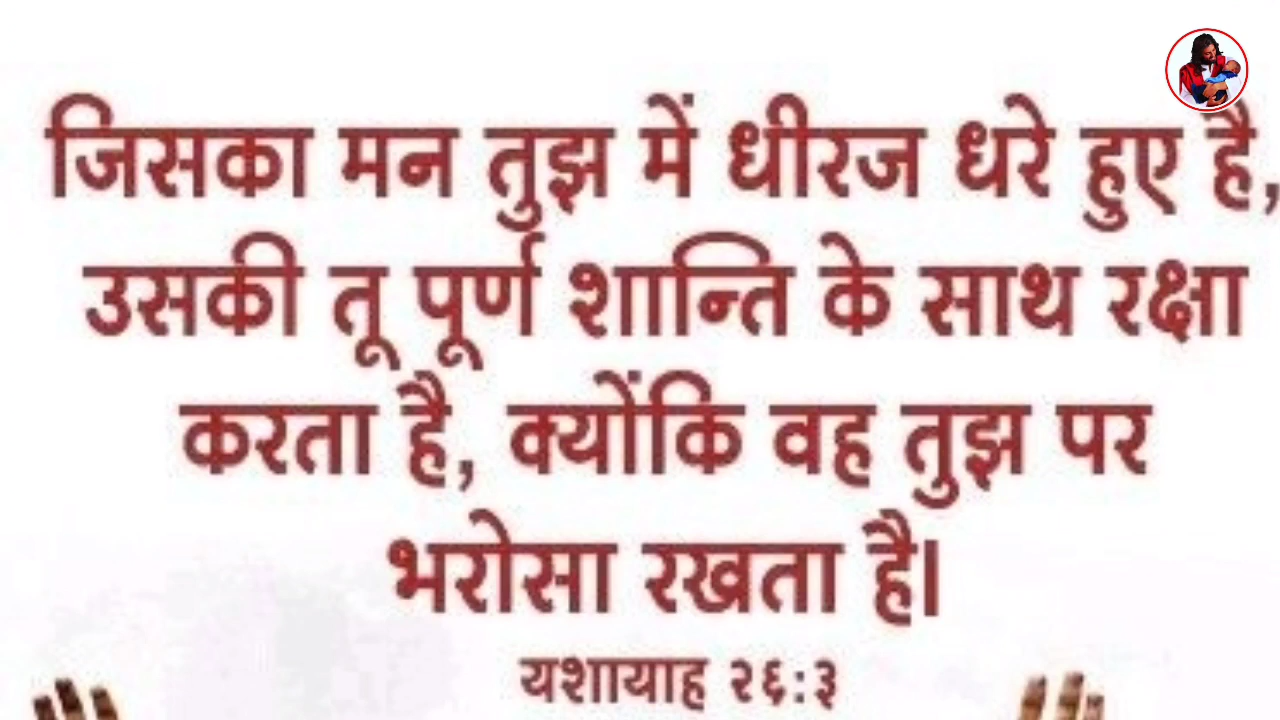 जिसका मन तुझ में धीरज धरे हुए है,
उसकी तू पूर्ण शान्ति के साथ रक्षा
करता है, क्योंकि वह तुझ पर
भरोसा रखता है।
यशायाह २६:३